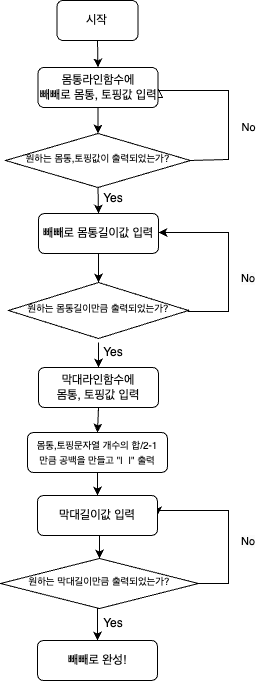 시작
몸통라인함수에
빼빼로 몸통, 토핑값 입력
원하는 몸통,토핑값이 출력되었는가?
No
Yes
빼빼로 몸통길이값 입력
No
원하는 몸통길이만큼 출력되었는가?
Yes
막대라인함수에
몸통, 토핑값 입력
몸통,토핑문자열 개수의 합/2-1
만큼 공백을 만들고 "| |" 출력
막대길이값 입력
No
원하는 막대길이만큼 출력되었는가?
Yes
빼빼로 완성!